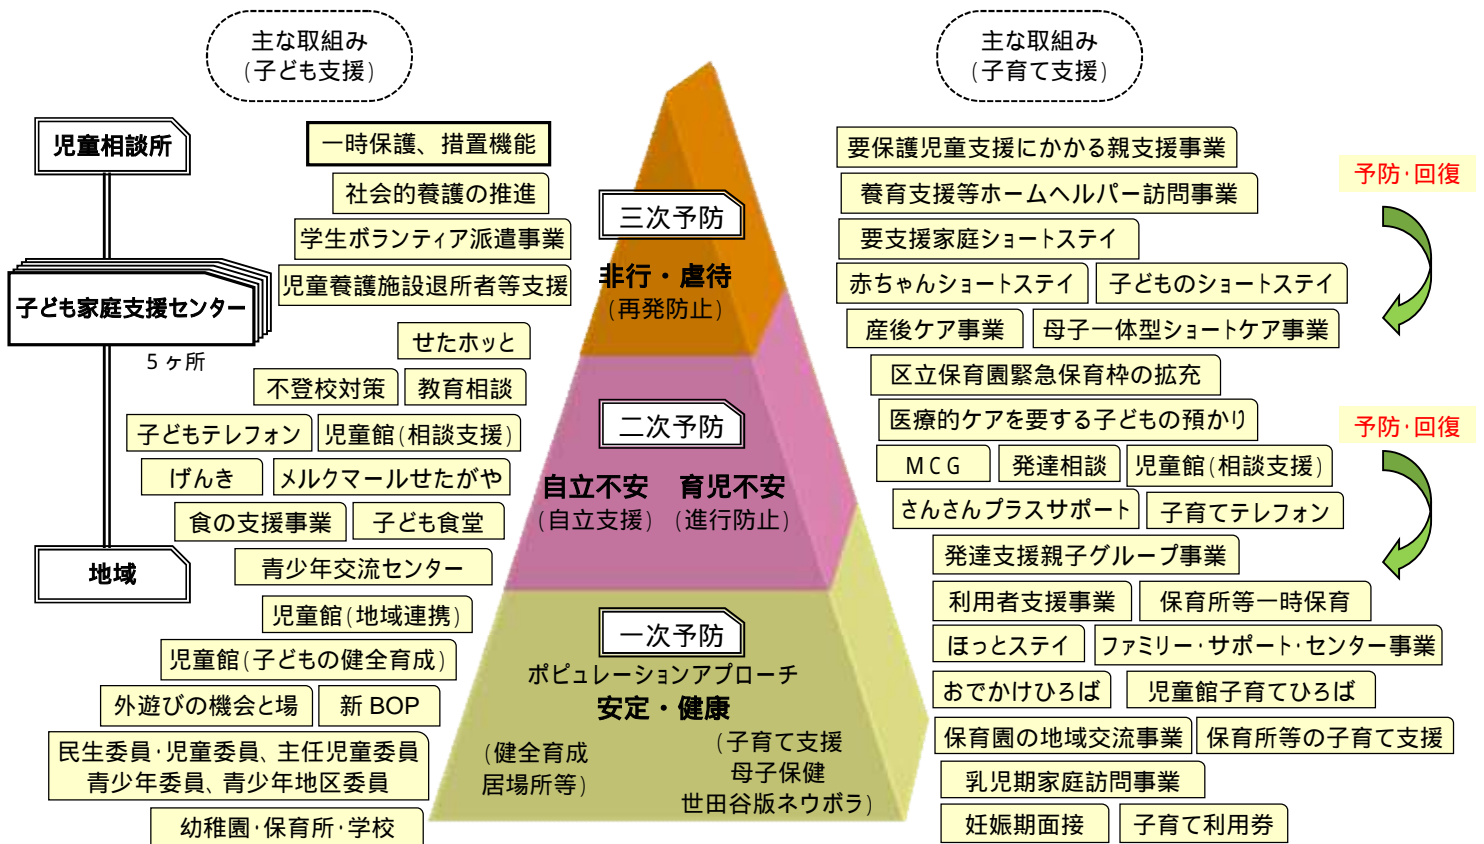 主な取組み
(子ども支援)
主な取組み
(子育て支援)
児童相談所
子ども家庭支援センター
5ヶ所
地域
一時保護、措置機能
社会的養護の推進
学生ボランティア派遣事業
児童養護施設退所者等支援
せたホッと
不登校対策
教育相談
子どもテレフォン
児童館(相談支援)
げんき
メルクマールせたがや
食の支援事業
子ども食堂
青少年交流センター
児童館(地域連携)
児童館(子どもの健全育成)
外遊びの機会と場
新BOP
民生委員・児童委員、主任児童委員
青少年委員、青少年地区委員
幼稚園・保育所・学校
三次予防
非行・虐待
(再発防止)
二次予防
自立不安 育児不安
(自立支援) (進行防止)
一次予防
ポピュレーションアプローチ
安定・健康
(健全育成
居場所等)
(子育て支援
母子保健
世田谷版ネウボラ)
要保護児童支援にかかる親支援事業
養育支援等ホームヘルパー訪問事業
要支援家庭ショートステイ
赤ちゃんショートステイ
子どものショートステイ
産後ケア事業
母子一体型ショートケア事業
区立保育園緊急保育枠の拡充
医療的ケアを要する子どもの預かり
MCG
発達相談
児童館(相談支援)
さんさんプラスサポート
子育てテレフォン
発達支援親子グループ事業
利用者支援事業
保育所等一時保育
ほっとステイ
ファミリー・サポート・センター事業
おでかけひろば
児童館子育てひろば
保育園の地域交流事業
保育所等の子育て支援
乳児期家庭訪問事業
妊娠期面接
子育て利用券
予防・回復
予防・回復